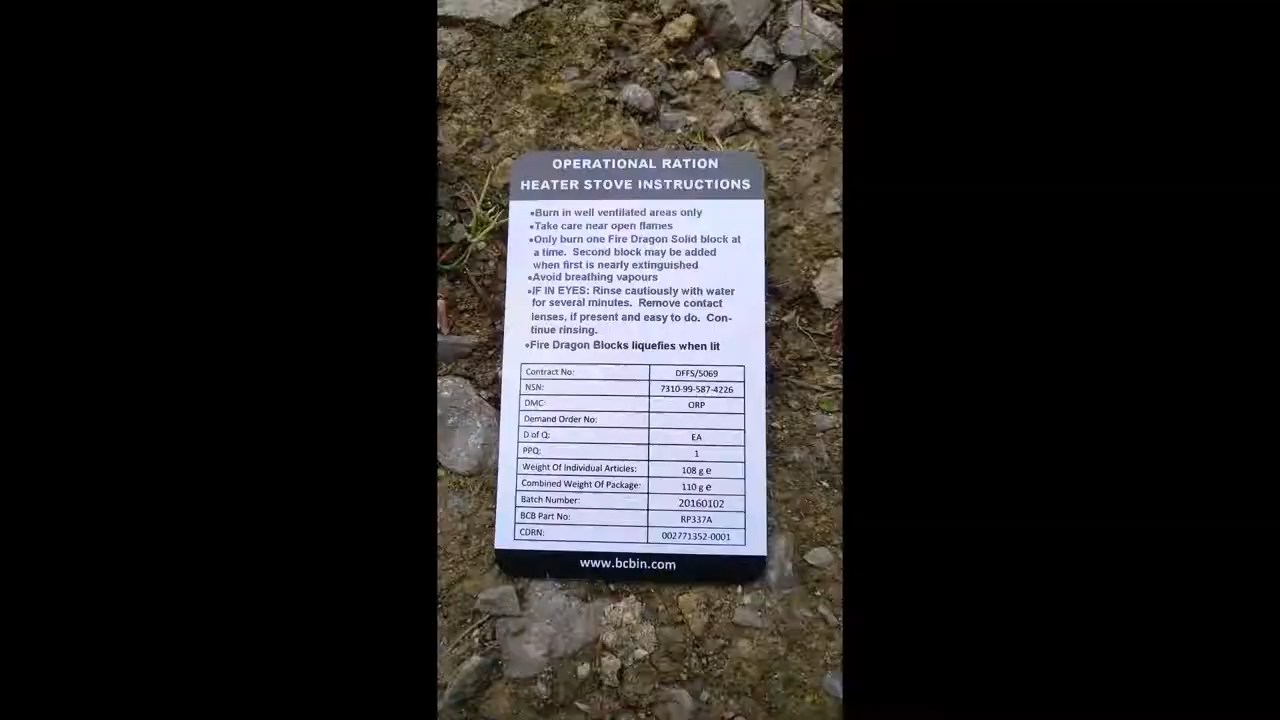 OPERATIONAL RATION
HEATER STOVE INSTRUCTIONS
•Burn in well ventilated areas only
•Take care near open flames
•Only burn one Fire Dragon Solid block at
a time. Second block may be added
when first is nearly extinguished
•Avoid breathing vapours
•IF IN EYES: Rinse cautiously with water
for several minutes. Remove contact
lenses, if present and easy to do. Con-
tinue rinsing.
•Fire Dragon Blocks liquefies when lit
Contract No: DFFS/5069
NSN: 7310-99-587-4226
DMC: ORP
Demand Order No:
D of Q: EA
PPQ: 1
Weight Of Individual Articles: 108 g e
Combined Weight Of Package: 110 g e
Batch Number: 20160102
BCB Part No: RP337A
CDRN: 002771352-0001
www.bcbin.com